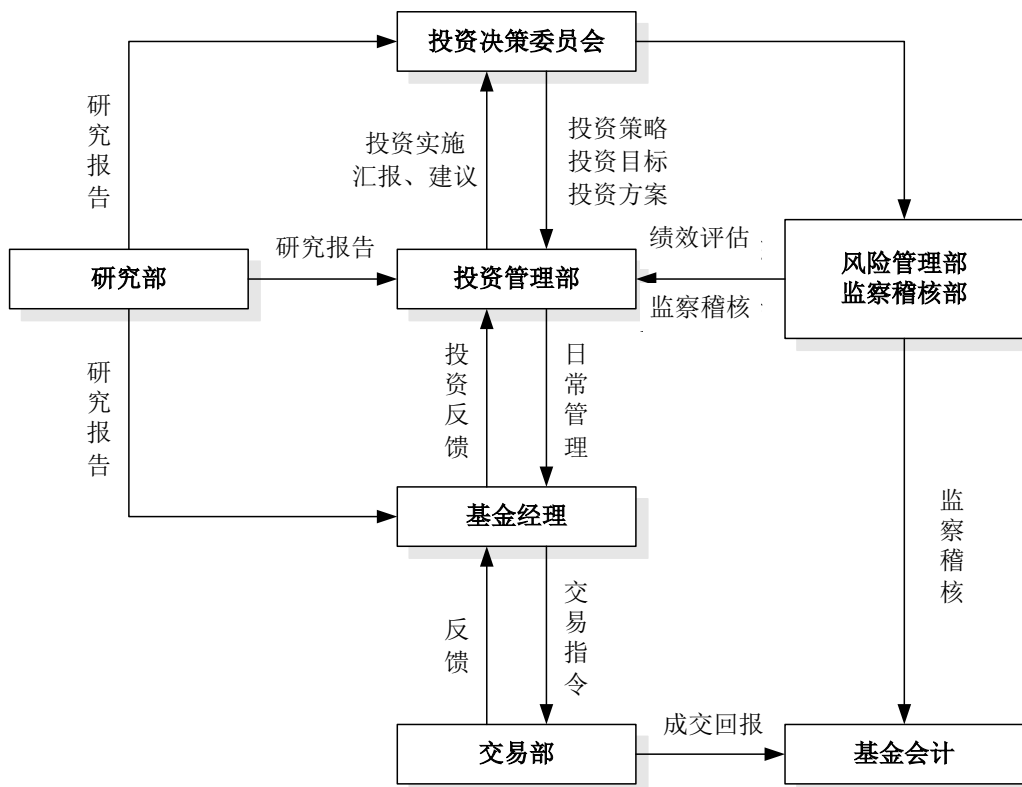 投资决策委员会
研究报告
投资实施
汇报、建议
投资策略
投资目标
投资方案
研究部
研究报告
投资管理部
绩效评估
监察稽核
风险管理部
监察稽核部
研究报告
投资反馈
日常管理
基金经理
监察稽核
反馈
交易指令
交易部
成交回报
基金会计